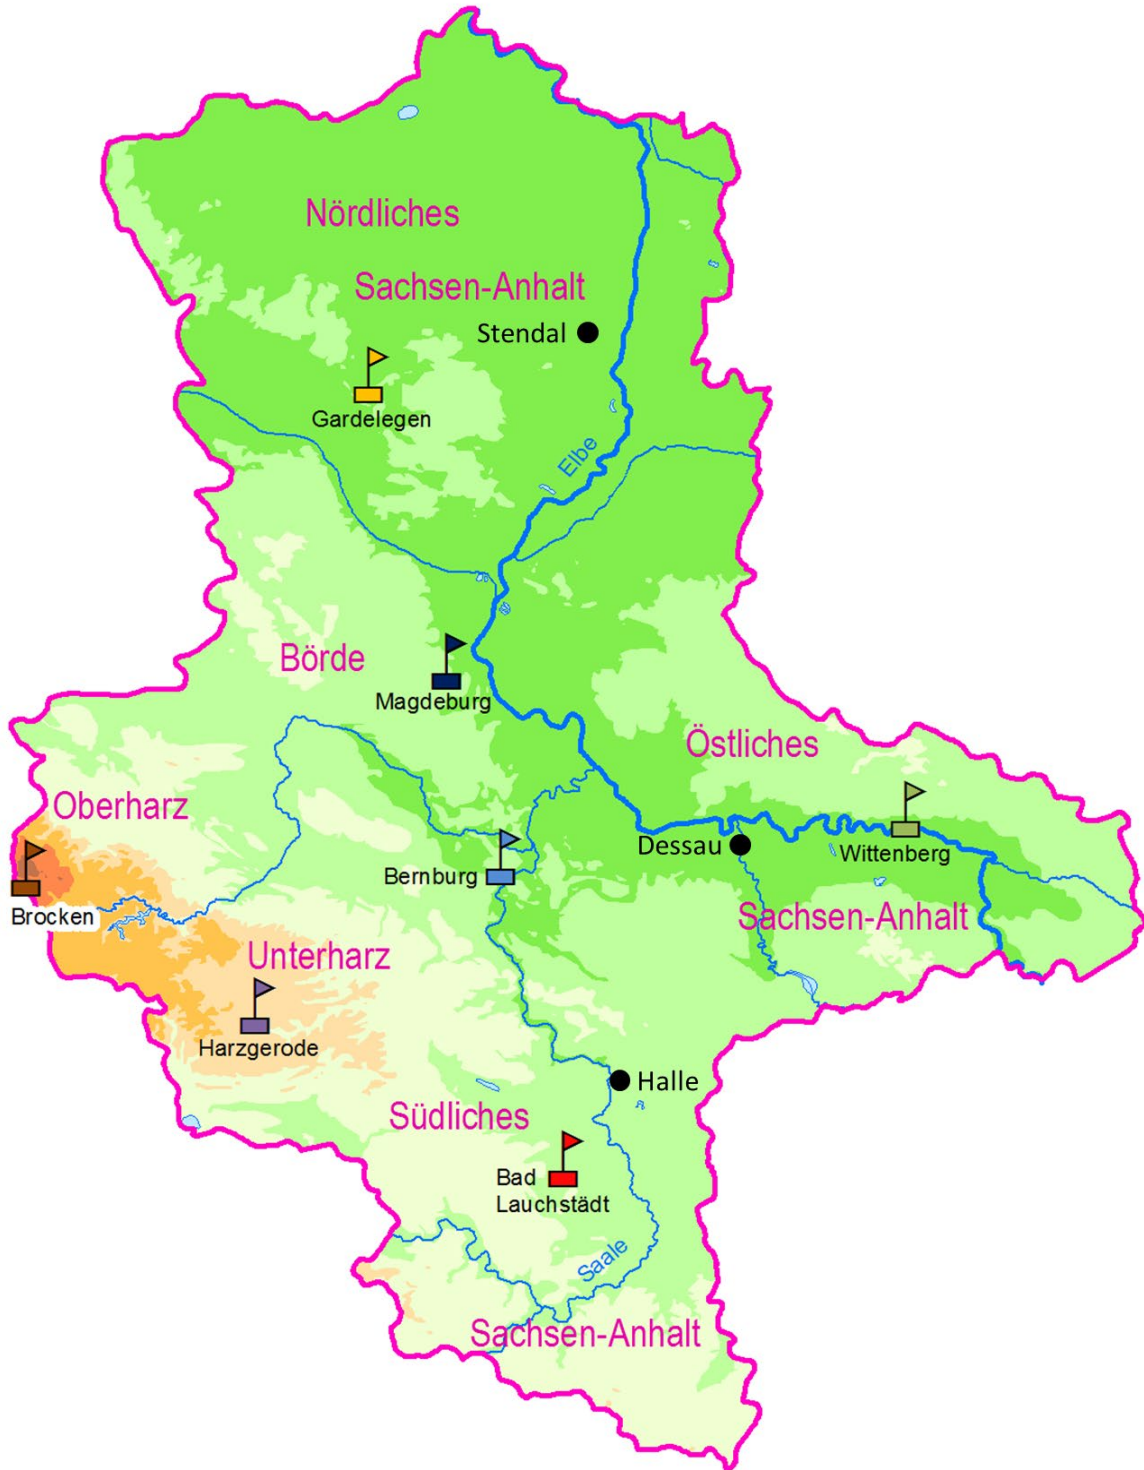 Nördliches
Sachsen-Anhalt
Stendal
Gardelegen
Elbe
Börde
Magdeburg
Östliches
Oberharz
Dessau
Wittenberg
Bernburg
Brocken
Sachsen-Anhalt
Unterharz
Harzgerode
Halle
Südliches
Bad
Lauchstädt
Saale
Sachsen-Anhalt